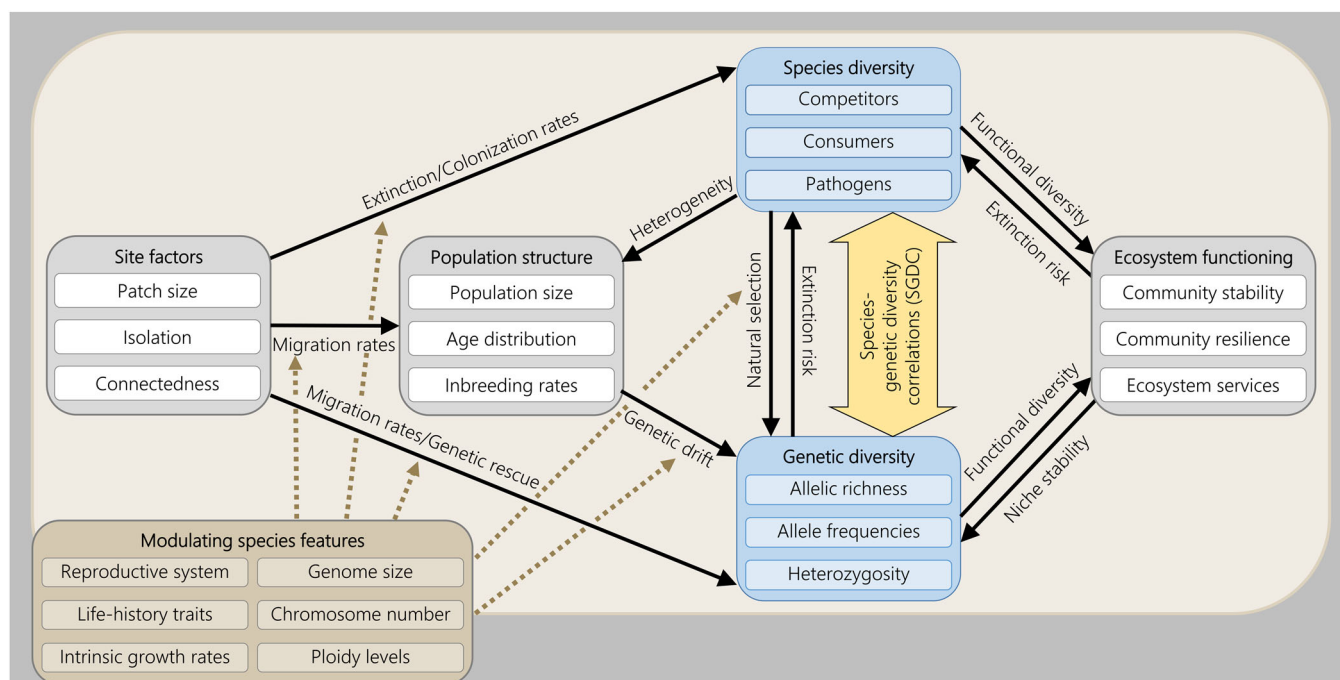 Species diversity
Competitors
Consumers
Pathogens
Extinction/Colonization rates
Heterogeneity
Functional diversity
Extinction risk
Site factors
Patch size
Isolation
Connectedness
Migration rates
Population structure
Population size
Age distribution
Inbreeding rates
Natural selection
Extinction risk
Species-
genetic diversity
correlations (SGDC)
Ecosystem functioning
Community stability
Community resilience
Ecosystem services
Migration rates/Genetic rescue
Genetic drift
Functional diversity
Niche stability
Genetic diversity
Allelic richness
Allele frequencies
Heterozygosity
Modulating species features
Reproductive system
Genome size
Life-history traits
Chromosome number
Intrinsic growth rates
Ploidy levels